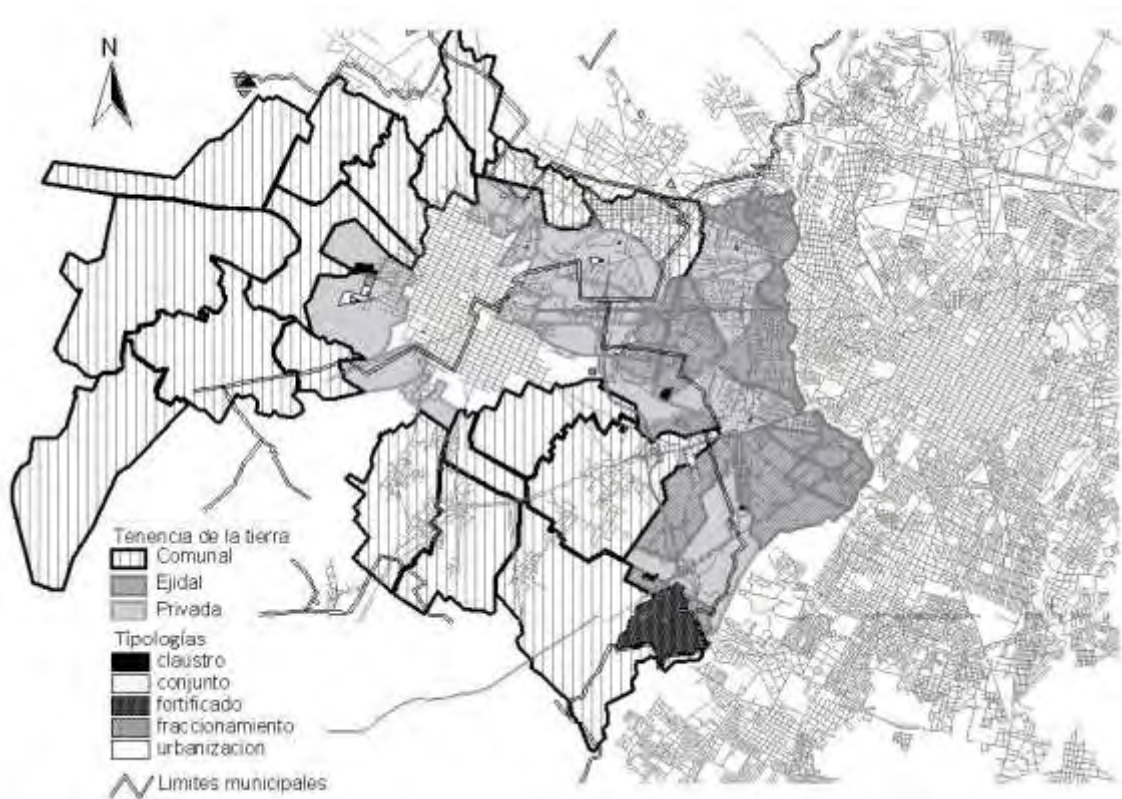 N
Tenencia de la tierra
Comunal
Ejidal
Privada
Tipologías
claustro
conjunto
fortificado
fraccionamiento
urbanizacion
Limites municipales